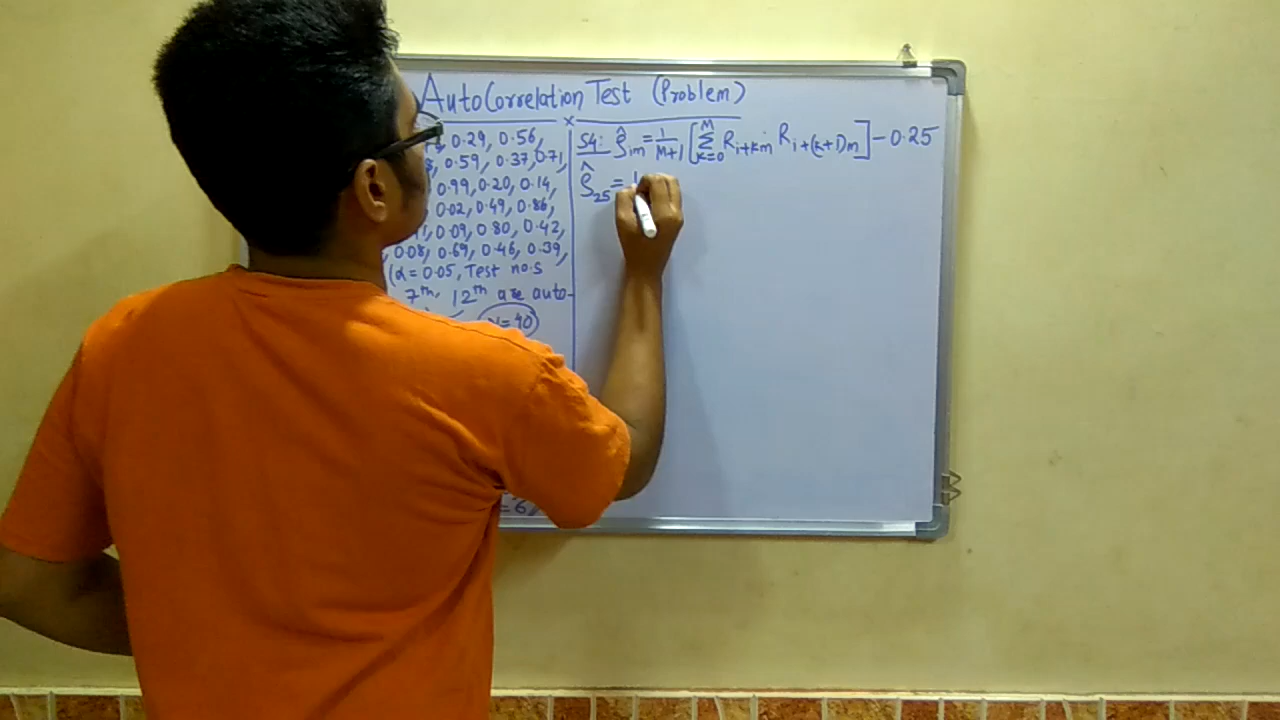 AutoCorrelation Test (Problem)
x
0.29, 0.56,
0.59, 0.37, 0.71,
0.99, 0.20, 0.14,
0.02, 0.49, 0.86,
0.09, 0.80, 0.42,
0.08, 0.69, 0.46, 0.39,
(α = 0.05, Test no.s
7th, 12th are auto-
= 40
= 6,
S4: ρ̂im = 1/M+1 [M Σ K=0 Ri+km Ri+(k+1)m] - 0.25
ρ̂25 = 1